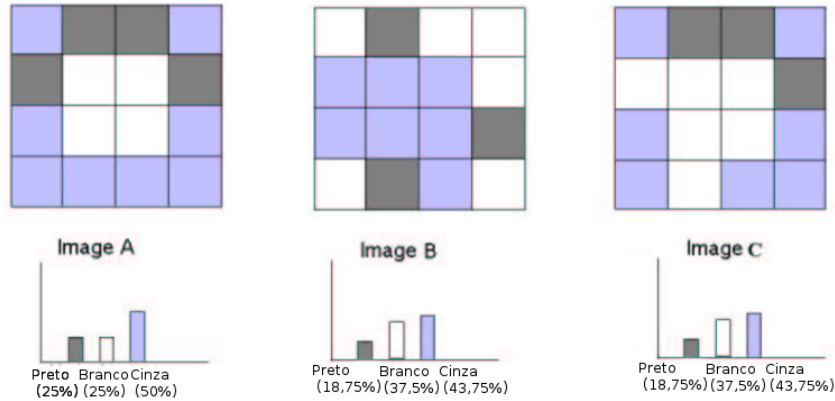 Image A
Image B
Image C
Preto Branco Cinza
(25%) (25%) (50%)
Preto Branco Cinza
(18,75%) (37,5%) (43,75%)
Preto Branco Cinza
(18,75%) (37,5%) (43,75%)